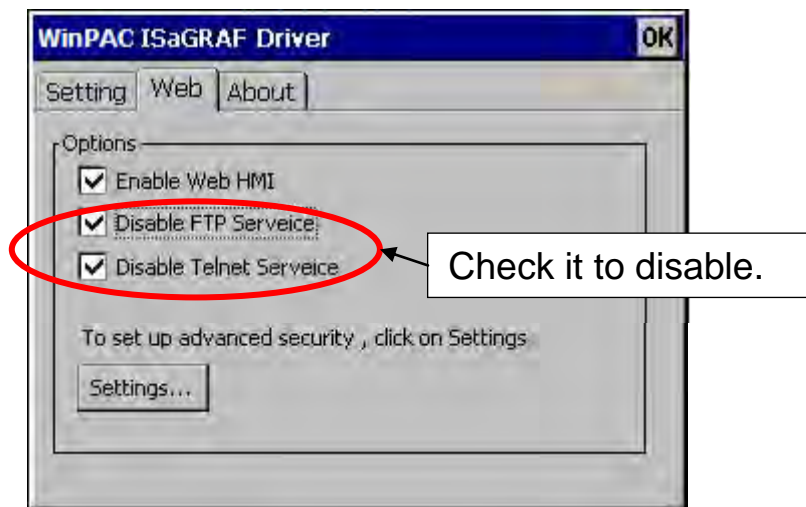 WinPAC ISaGRAF Driver OK
Setting Web About
Options
Enable Web HMI
Disable FTP Serveice
Disable Telnet Serveice
Check it to disable.
To set up advanced security , click on Settings
Settings...